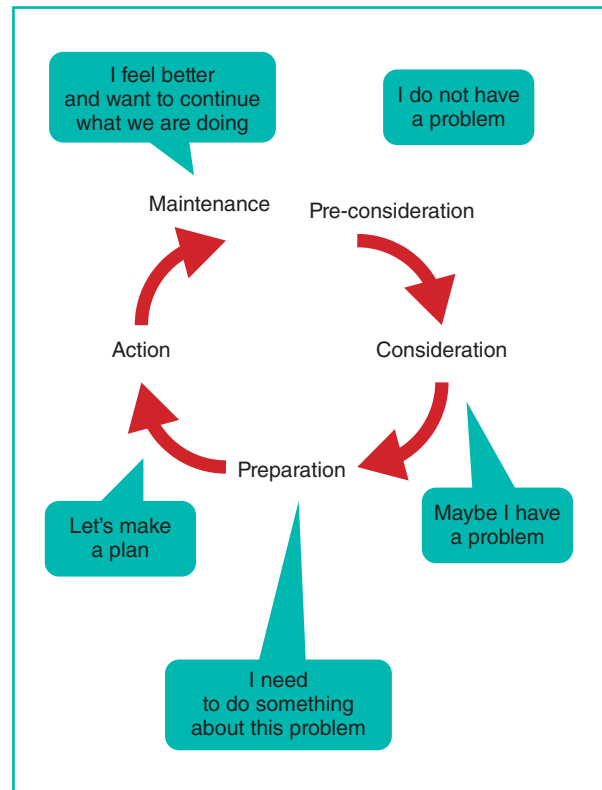 I feel better
and want to continue
what we are doing
I do not have
a problem
Maintenance
Pre-consideration
Action
Consideration
Preparation
Let's make
a plan
Maybe I have
a problem
I need
to do something
about this problem